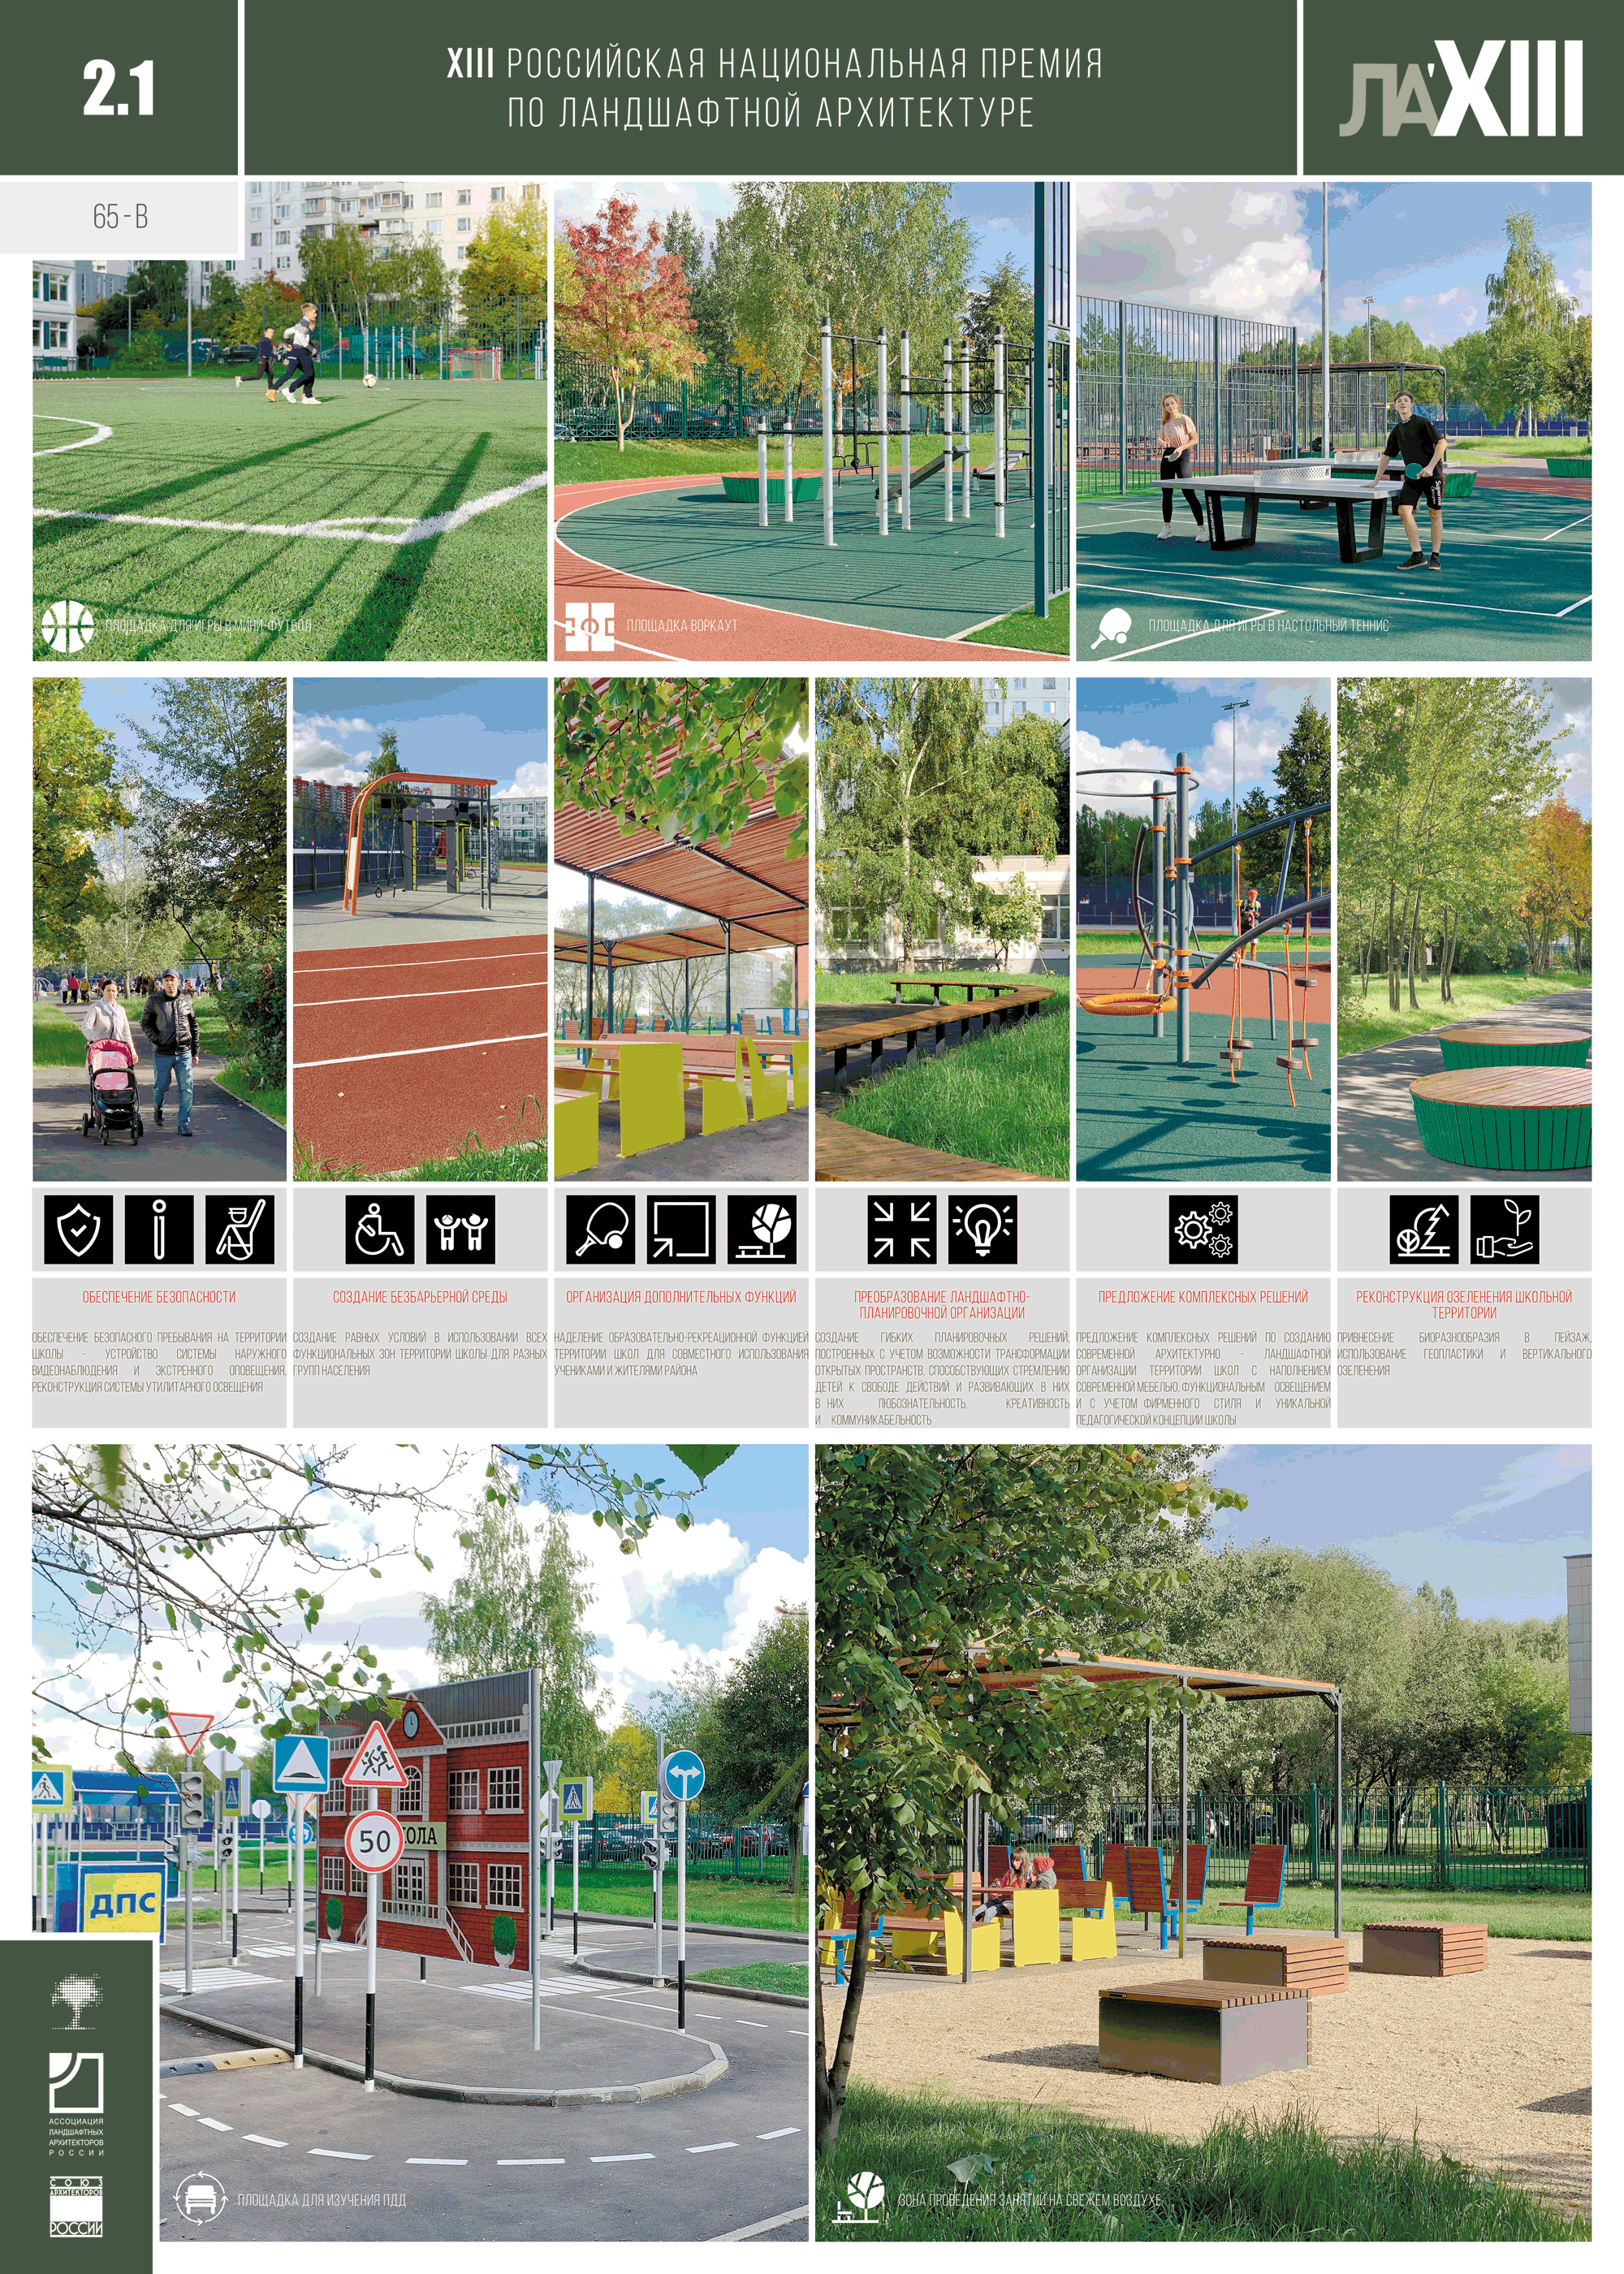 2.1
XIII РОССИЙСКАЯ НАЦИОНАЛЬНАЯ ПРЕМИЯ
ПО ЛАНДШАФТНОЙ АРХИТЕКТУРЕ
ЛА'XIII
65-В
ПЛОЩАДКА ДЛЯ ИГРЫ В МИНИ-ФУТБОЛ
ПЛОЩАДКА ВОРКАУТ
ПЛОЩАДКА ДЛЯ ИГРЫ В НАСТОЛЬНЫЙ ТЕННИС
ОБЕСПЕЧЕНИЕ БЕЗОПАСНОСТИ
ОБЕСПЕЧЕНИЕ БЕЗОПАСНОГО ПРЕБЫВАНИЯ НА ТЕРРИТОРИИ
ШКОЛЫ - УСТРОЙСТВО СИСТЕМЫ НАРУЖНОГО
ВИДЕОНАБЛЮДЕНИЯ И ЭКСТРЕННОГО ОПОВЕЩЕНИЯ,
РЕКОНСТРУКЦИЯ СИСТЕМЫ УТИЛИТАРНОГО ОСВЕЩЕНИЯ
СОЗДАНИЕ БЕЗБАРЬЕРНОЙ СРЕДЫ
СОЗДАНИЕ РАВНЫХ УСЛОВИЙ В ИСПОЛЬЗОВАНИИ ВСЕХ
ФУНКЦИОНАЛЬНЫХ ЗОН ТЕРРИТОРИИ ШКОЛЫ ДЛЯ РАЗНЫХ
ГРУПП НАСЕЛЕНИЯ
ОРГАНИЗАЦИЯ ДОПОЛНИТЕЛЬНЫХ ФУНКЦИЙ
НАДЕЛЕНИЕ ОБРАЗОВАТЕЛЬНО-РЕКРЕАЦИОННОЙ ФУНКЦИЕЙ
ТЕРРИТОРИИ ШКОЛ ДЛЯ СОВМЕСТНОГО ИСПОЛЬЗОВАНИЯ
УЧЕНИКАМИ И ЖИТЕЛЯМИ РАЙОНА
ПРЕОБРАЗОВАНИЕ ЛАНДШАФТНО-
ПЛАНИРОВОЧНОЙ ОРГАНИЗАЦИИ
СОЗДАНИЕ ГИБКИХ ПЛАНИРОВОЧНЫХ РЕШЕНИЙ,
ПОСТРОЕННЫХ С УЧЕТОМ ВОЗМОЖНОСТИ ТРАНСФОРМАЦИИ
ОТКРЫТЫХ ПРОСТРАНСТВ, СПОСОБСТВУЮЩИХ СТРЕМЛЕНИЮ
ДЕТЕЙ К СВОБОДЕ ДЕЙСТВИЙ И РАЗВИВАЮЩИХ В НИХ
В НИХ ЛЮБОЗНАТЕЛЬНОСТЬ, КРЕАТИВНОСТЬ
И КОММУНИКАБЕЛЬНОСТЬ
ПРЕДЛОЖЕНИЕ КОМПЛЕКСНЫХ РЕШЕНИЙ
ПРЕДЛОЖЕНИЕ КОМПЛЕКСНЫХ РЕШЕНИЙ ПО СОЗДАНИЮ
СОВРЕМЕННОЙ АРХИТЕКТУРНО - ЛАНДШАФТНОЙ
ОРГАНИЗАЦИИ ТЕРРИТОРИИ ШКОЛ С НАПОЛНЕНИЕМ
СОВРЕМЕННОЙ МЕБЕЛЬЮ, ФУНКЦИОНАЛЬНЫМ ОСВЕЩЕНИЕМ
И С УЧЕТОМ ФИРМЕННОГО СТИЛЯ И УНИКАЛЬНОЙ
ПЕДАГОГИЧЕСКОЙ КОНЦЕПЦИИ ШКОЛЫ
РЕКОНСТРУКЦИЯ ОЗЕЛЕНЕНИЯ ШКОЛЬНОЙ
ТЕРРИТОРИИ
ПРИВНЕСЕНИЕ БИОРАЗНООБРАЗИЯ В ПЕЙЗАЖ,
ИСПОЛЬЗОВАНИЕ ГЕОПЛАСТИКИ И ВЕРТИКАЛЬНОГО
ОЗЕЛЕНЕНИЯ
50
ОЛА
ДПС
ПЛОЩАДКА ДЛЯ ИЗУЧЕНИЯ ПДД
ЗОНА ПРОВЕДЕНИЯ ЗАНЯТИЙ НА СВЕЖЕМ ВОЗДУХЕ
АССОЦИАЦИЯ
ЛАНДШАФТНЫХ
АРХИТЕКТОРОВ
РОССИИ
СОЮЗ
АРХИТЕКТОРОВ
РОССИИ